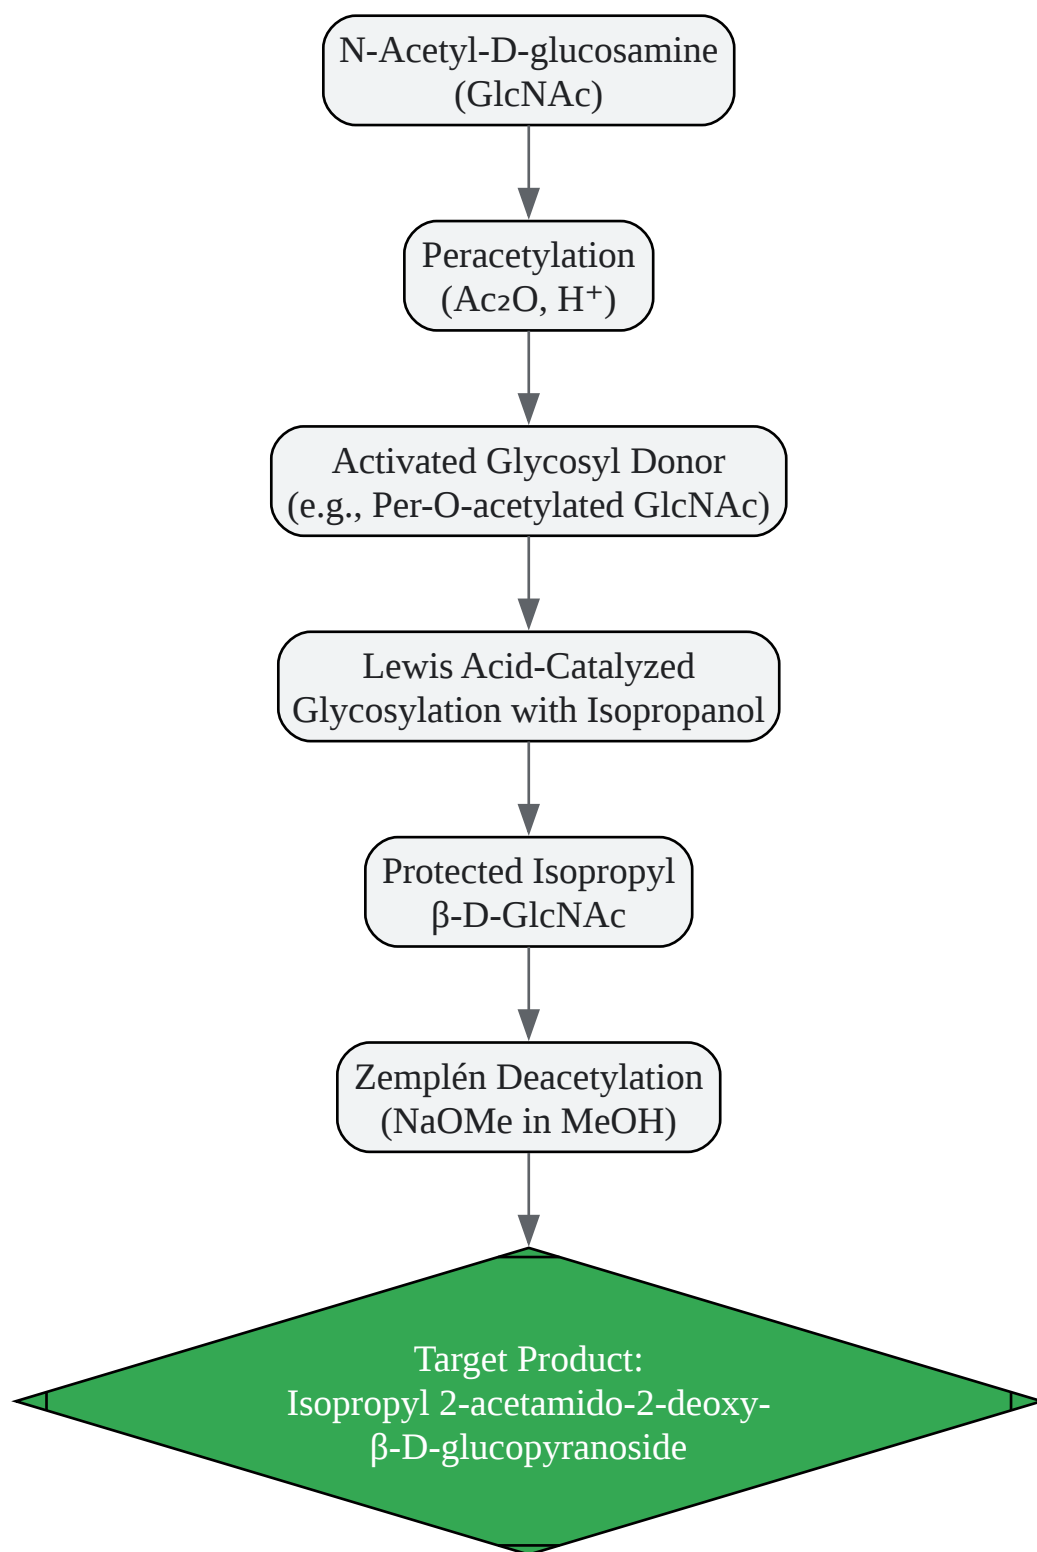 N-Acetyl-D-glucosamine
(GlcNAc)
Peracetylation
(Ac₂O, H⁺)
Activated Glycosyl Donor
(e.g., Per-O-acetylated GlcNAc)
Lewis Acid-Catalyzed
Glycosylation with Isopropanol
Protected Isopropyl
β-D-GlcNAc
Zemplén Deacetylation
(NaOMe in MeOH)
Target Product:
Isopropyl 2-acetamido-2-deoxy-
β-D-glucopyranoside